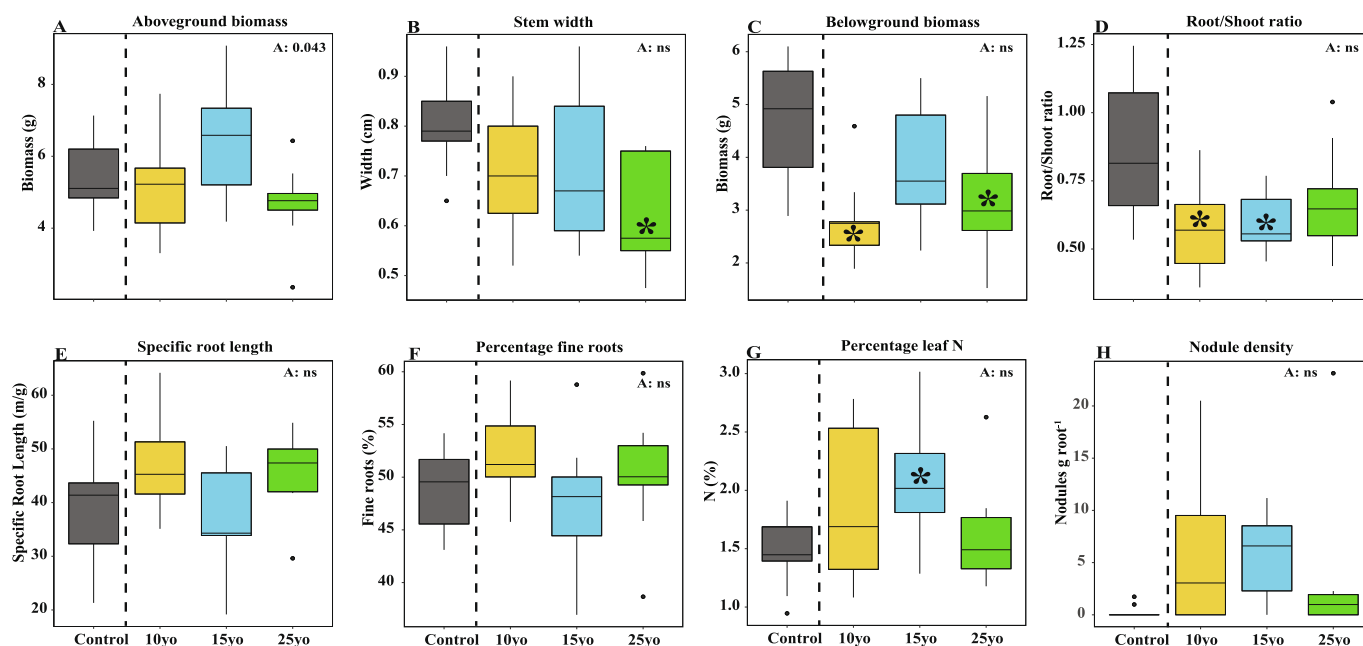 A Aboveground biomass
A: 0.043
Biomass (g)
8
6
4
B Stem width
A: ns
Width (cm)
0.9
0.8
0.7
0.6
0.5
*
C Belowground biomass
A: ns
Biomass (g)
6
5
4
3
2
1
*
*
D Root/Shoot ratio
A: ns
Root/Shoot ratio
1.25
1.00
0.75
0.50
*
*
E Specific root length
A: ns
Specific Root Length (m/g)
60
50
40
30
20
Control 10yo 15yo 25yo
F Percentage fine roots
A: ns
Fine roots (%)
60
55
50
45
40
Control 10yo 15yo 25yo
G Percentage leaf N
A: ns
N (%)
3.0
2.5
2.0
1.5
1.0
*
Control 10yo 15yo 25yo
H Nodule density
A: ns
Nodules g root⁻¹
20
15
10
5
0
Control 10yo 15yo 25yo